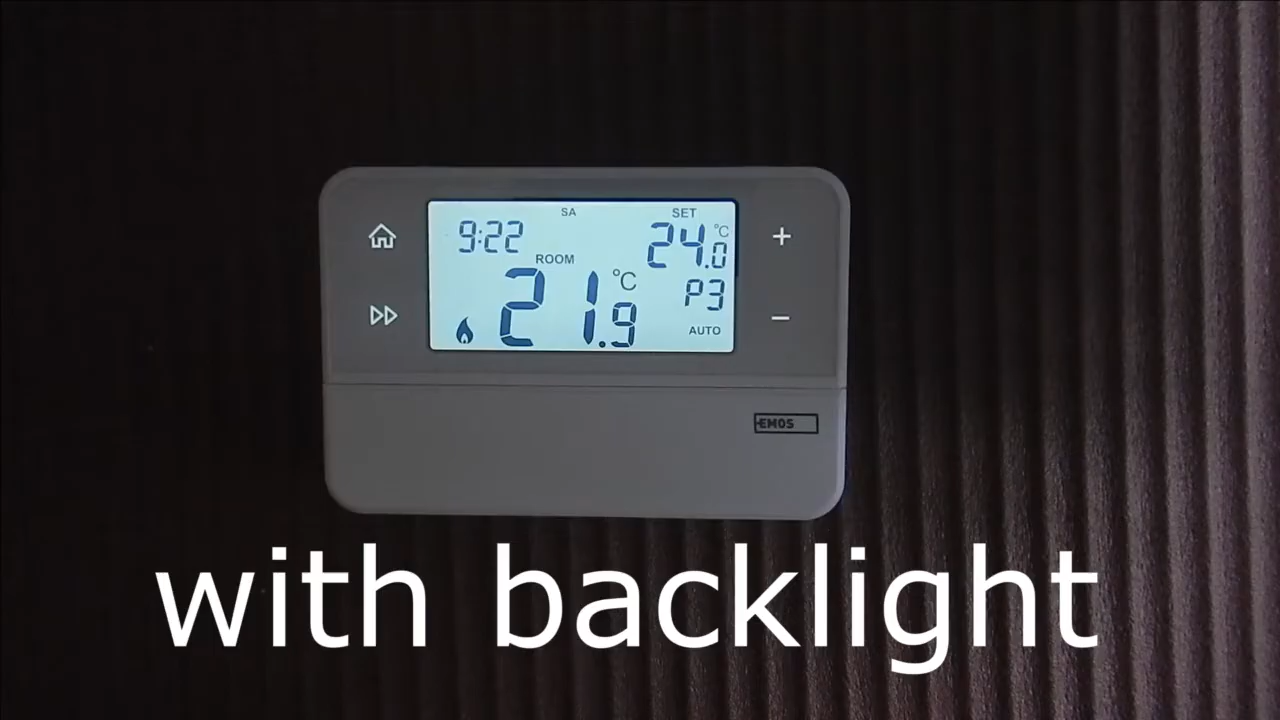 SA
SET
9:22
24.0 °C
ROOM
21.9 °C
P3
AUTO
EMOS
with backlight